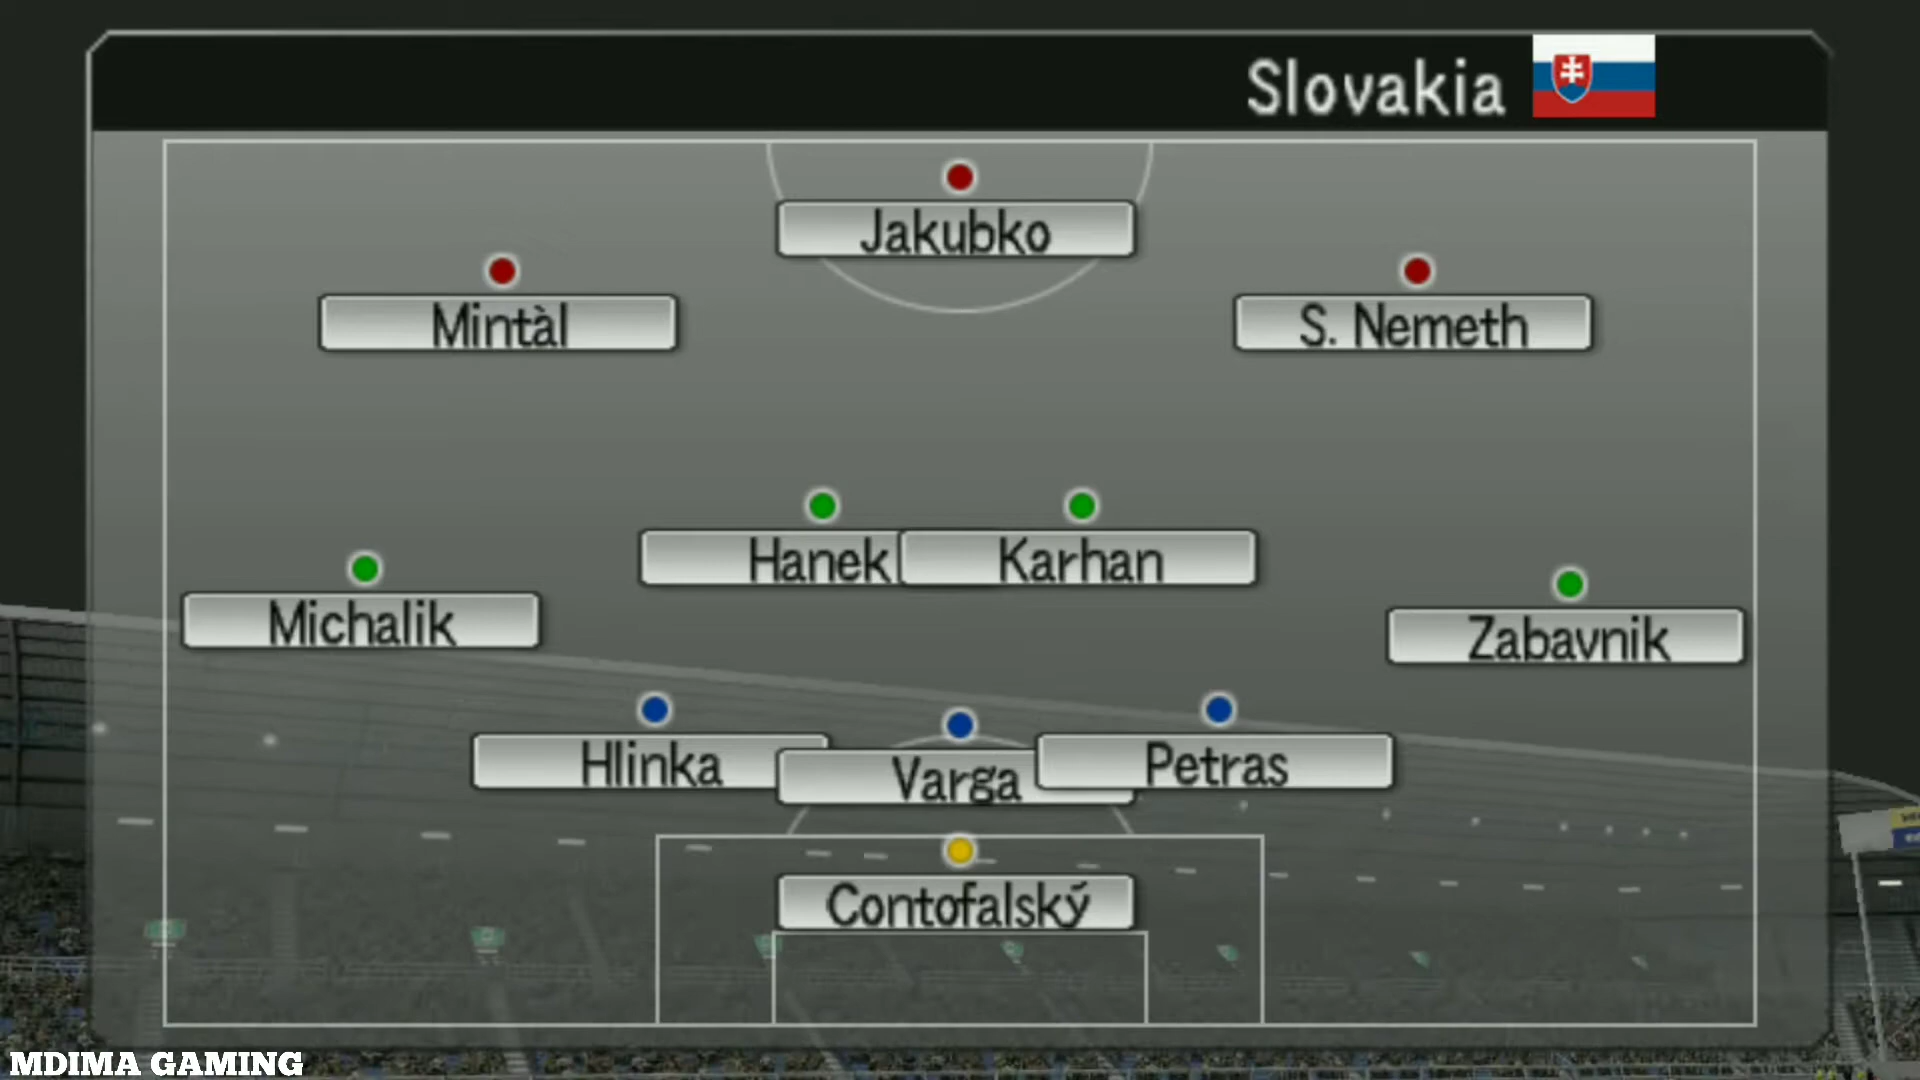 Slovakia
Jakubko
Mintàl
S. Nemeth
Hanek
Karhan
Michalik
Zabavnik
Hlinka
Varga
Petras
Contofalský
MDIMA GAMING